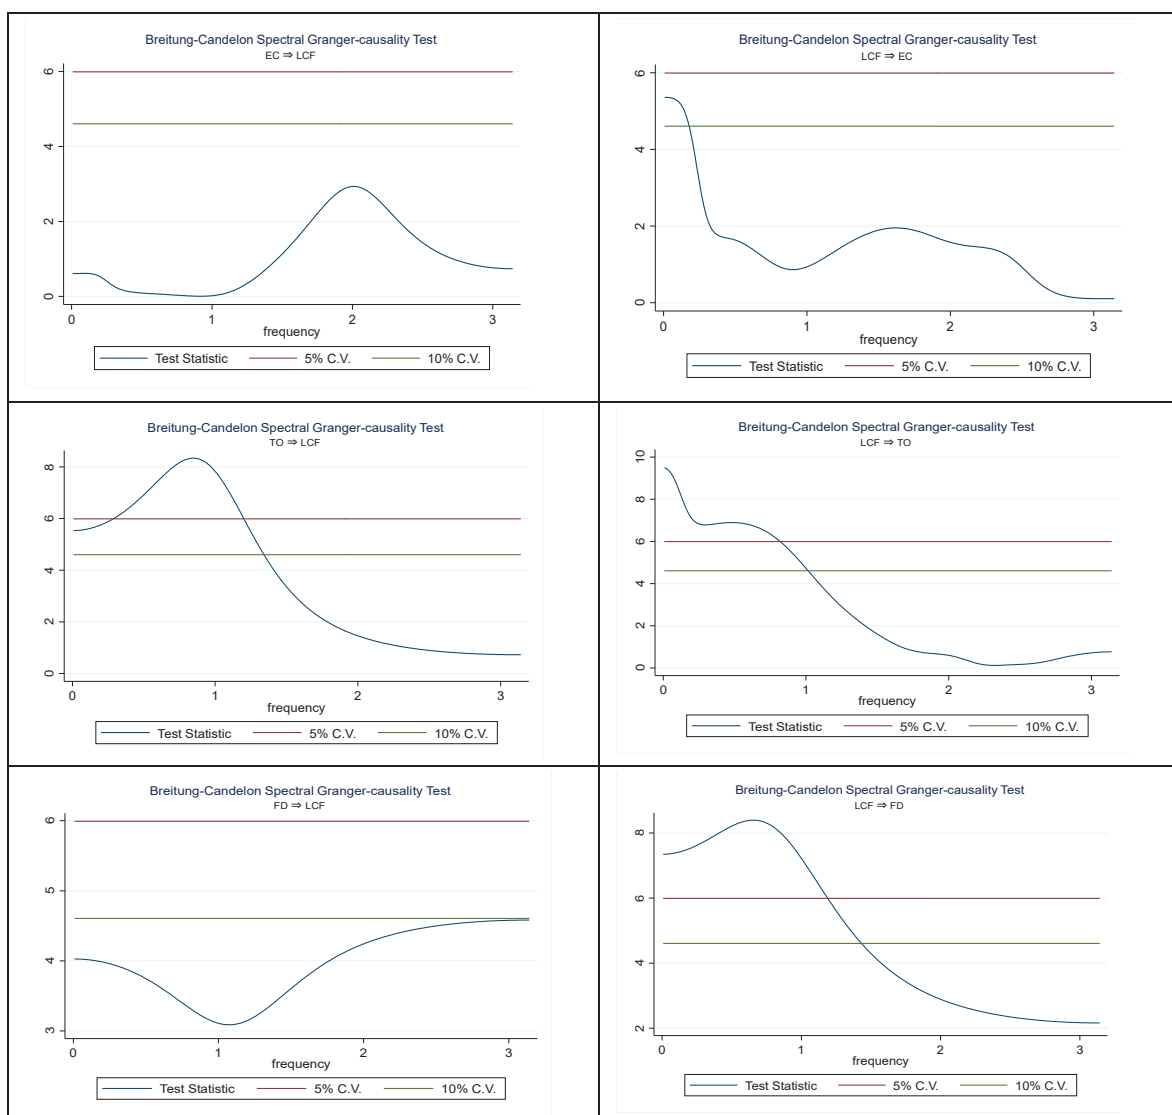 Breitung-Candelon Spectral Granger-causality Test
EC ⇒ LCF
6
4
2
0
0 1 2 3
frequency
Test Statistic 5% C.V. 10% C.V.
Breitung-Candelon Spectral Granger-causality Test
LCF ⇒ EC
6
4
2
0
0 1 2 3
frequency
Test Statistic 5% C.V. 10% C.V.
Breitung-Candelon Spectral Granger-causality Test
TO ⇒ LCF
8
6
4
2
0
0 1 2 3
frequency
Test Statistic 5% C.V. 10% C.V.
Breitung-Candelon Spectral Granger-causality Test
LCF ⇒ TO
10
8
6
4
2
0
0 1 2 3
frequency
Test Statistic 5% C.V. 10% C.V.
Breitung-Candelon Spectral Granger-causality Test
FD ⇒ LCF
6
5
4
3
0 1 2 3
frequency
Test Statistic 5% C.V. 10% C.V.
Breitung-Candelon Spectral Granger-causality Test
LCF ⇒ FD
8
6
4
2
0 1 2 3
frequency
Test Statistic 5% C.V. 10% C.V.